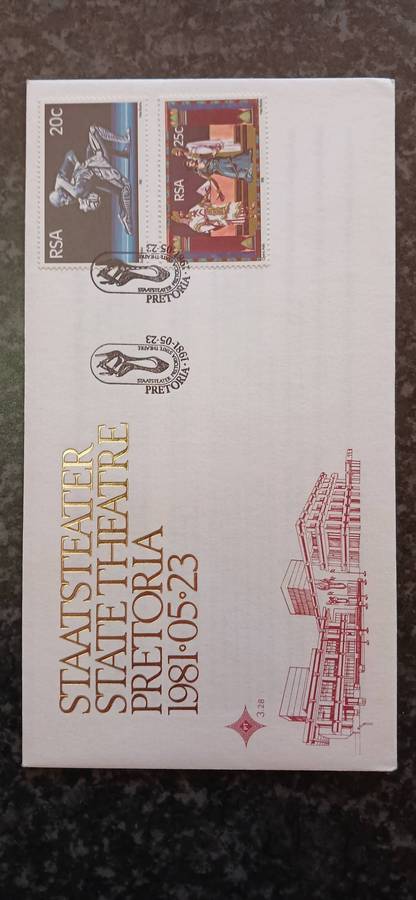 STAATSTEATER
STATE THEATRE
PRETORIA
1981·05·23
3.28
RSA 20c
RSA 25c
PRETORIA · 1981·05·23
STAATSTEATER
STATE THEATRE
PRETORIA · 1981·05·23
STAATSTEATER
STATE THEATRE